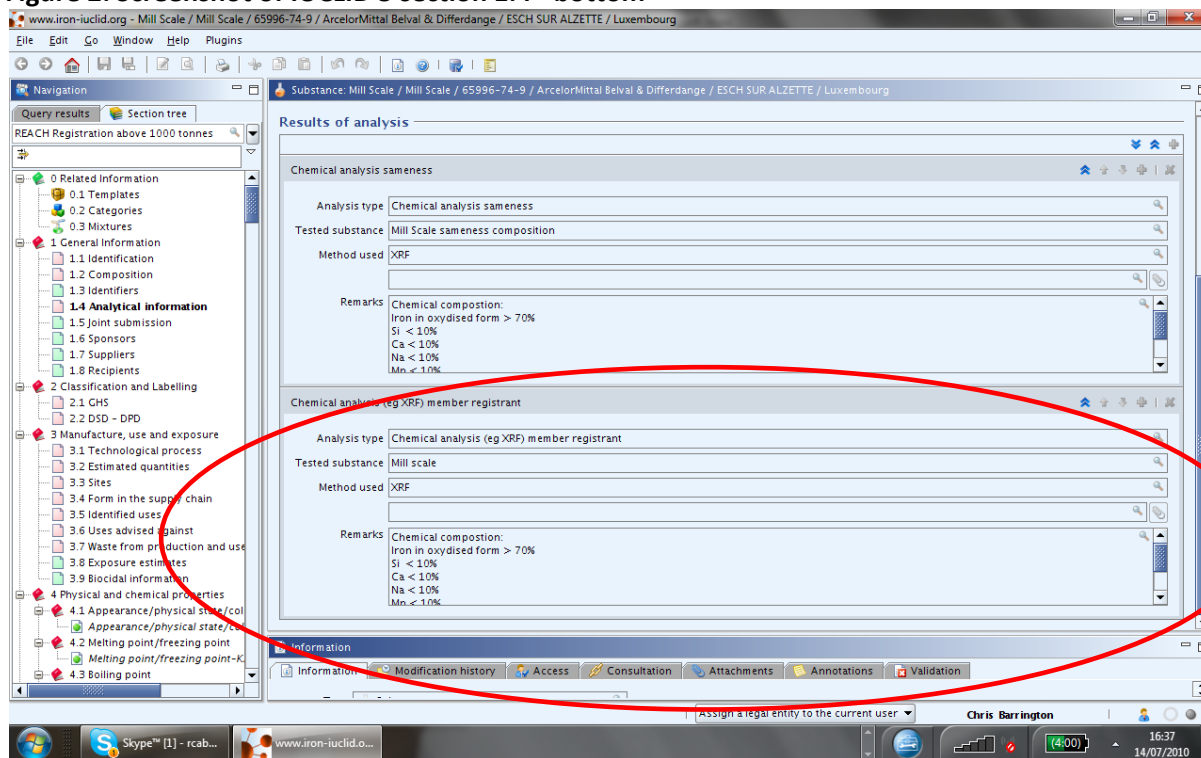 www.iron-iuclid.org - Mill Scale / Mill Scale / 65996-74-9 / ArcelorMittal Belval & Differdange / ESCH SUR ALZETTE / Luxembourg
File Edit Go Window Help Plugins
Navigation
Query results Section tree
REACH Registration above 1000 tonnes
0 Related Information
0.1 Templates
0.2 Categories
0.3 Mixtures
1 General Information
1.1 Identification
1.2 Composition
1.3 Identifiers
1.4 Analytical information
1.5 Joint submission
1.6 Sponsors
1.7 Suppliers
1.8 Recipients
2 Classification and Labelling
2.1 GHS
2.2 DSD - DPD
3 Manufacture, use and exposure
3.1 Technological process
3.2 Estimated quantities
3.3 Sites
3.4 Form in the supply chain
3.5 Identified uses
3.6 Uses advised against
3.7 Waste from production and use
3.8 Exposure estimates
3.9 Biocidal information
4 Physical and chemical properties
4.1 Appearance/physical state/col
Appearance/physical state/col
4.2 Melting point/freezing point
Melting point/freezing point-K
4.3 Boiling point
Substance: Mill Scale / Mill Scale / 65996-74-9 / ArcelorMittal Belval & Differdange / ESCH SUR ALZETTE / Luxembourg
Results of analysis
Chemical analysis sameness
Analysis type Chemical analysis sameness
Tested substance Mill Scale sameness composition
Method used XRF
Remarks Chemical compostion:
Iron in oxydised form > 70%
Si < 10%
Ca < 10%
Na < 10%
Mn < 10%
Chemical analysis (eg XRF) member registrant
Analysis type Chemical analysis (eg XRF) member registrant
Tested substance Mill scale
Method used XRF
Remarks Chemical compostion:
Iron in oxydised form > 70%
Si < 10%
Ca < 10%
Na < 10%
Mn < 10%
Information
Information Modification history Access Consultation Attachments Annotations Validation
Assign a legal entity to the current user Chris Barrington
Skype™ [1] - rcab... www.iron-iuclid.o... (4:00) 16:37
14/07/2010